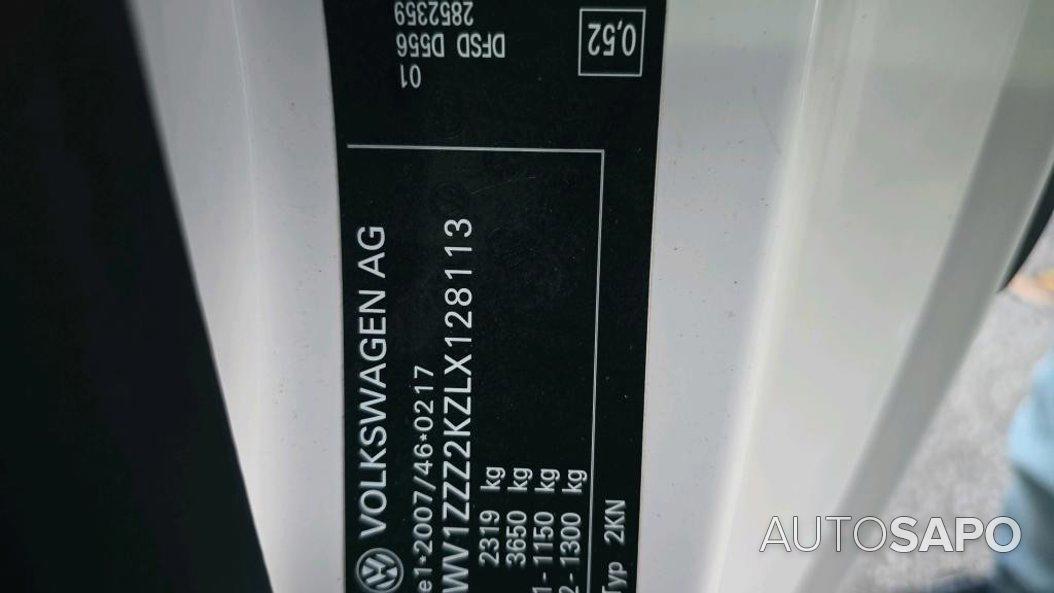 VOLKSWAGEN AG
e1*2007/46*0217
WV1ZZZ2KZLX128113
2319 kg
3650 kg
1 - 1150 kg
2 - 1300 kg
Typ 2KN
01
DFSD D556
2852359
0,52
AUTOSAPO